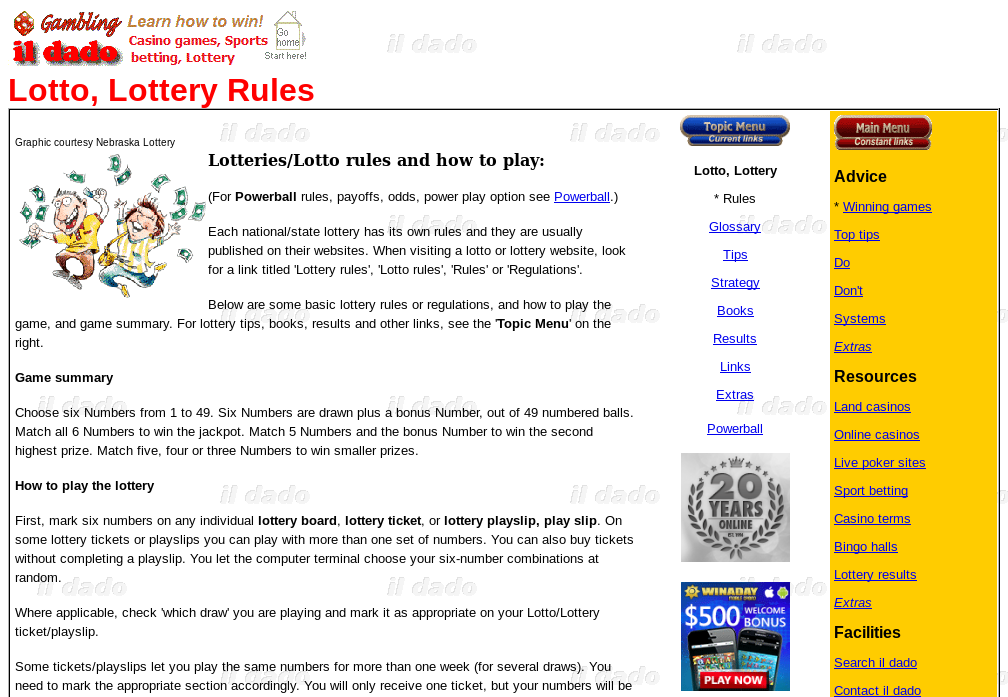 Gambling Learn how to win!
il dado Casino games, Sports betting, Lottery
Go home
Start here!
Lotto, Lottery Rules
Graphic courtesy Nebraska Lottery
Lotteries/Lotto rules and how to play:
(For Powerball rules, payoffs, odds, power play option see Powerball.)
Each national/state lottery has its own rules and they are usually
published on their websites. When visiting a lotto or lottery website, look
for a link titled 'Lottery rules', 'Lotto rules', 'Rules' or 'Regulations'.
Below are some basic lottery rules or regulations, and how to play the
game, and game summary. For lottery tips, books, results and other links, see the 'Topic Menu' on the
right.
Game summary
Choose six Numbers from 1 to 49. Six Numbers are drawn plus a bonus Number, out of 49 numbered balls.
Match all 6 Numbers to win the jackpot. Match 5 Numbers and the bonus Number to win the second
highest prize. Match five, four or three Numbers to win smaller prizes.
How to play the lottery
First, mark six numbers on any individual lottery board, lottery ticket, or lottery playslip, play slip. On
some lottery tickets or playslips you can play with more than one set of numbers. You can also buy tickets
without completing a playslip. You let the computer terminal choose your six-number combinations at
random.
Where applicable, check 'which draw' you are playing and mark it as appropriate on your Lotto/Lottery
ticket/playslip.
Some tickets/playslips let you play the same numbers for more than one week (for several draws). You
need to mark the appropriate section accordingly. You will only receive one ticket, but your numbers will be
Topic Menu
Current links
Lotto, Lottery
* Rules
Glossary
Tips
Strategy
Books
Results
Links
Extras
Powerball
20
YEARS
ONLINE
WINADAY
$500 WELCOME
BONUS
PLAY NOW
Main Menu
Constant links
Advice
* Winning games
Top tips
Do
Don't
Systems
Extras
Resources
Land casinos
Online casinos
Live poker sites
Sport betting
Casino terms
Bingo halls
Lottery results
Extras
Facilities
Search il dado
Contact il dado